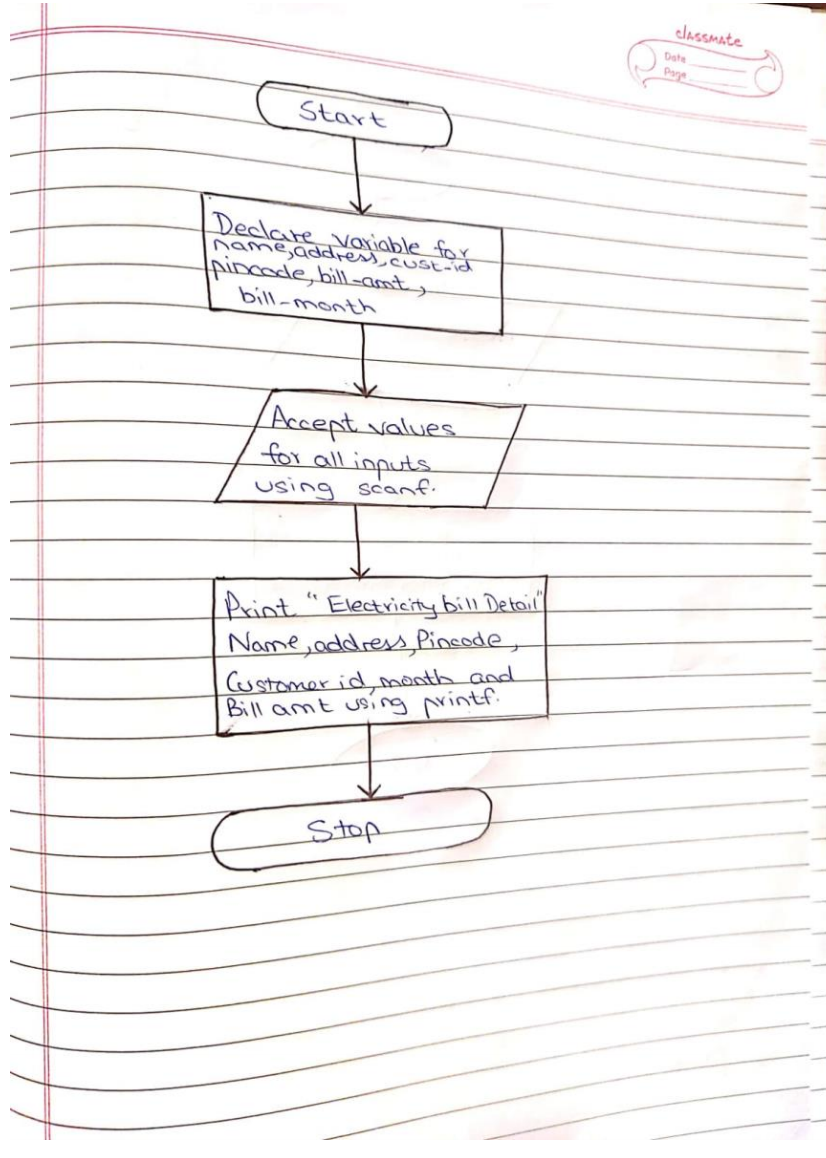 classmate
Date
Page
Start
Declare variable for
name,address,cust-id
pincode,bill-amt,
bill-month
Accept values
for all inputs
using scanf.
Print "Electricity bill Detail"
Name,address,Pincode,
Customer id,month and
Bill amt using printf.
Stop